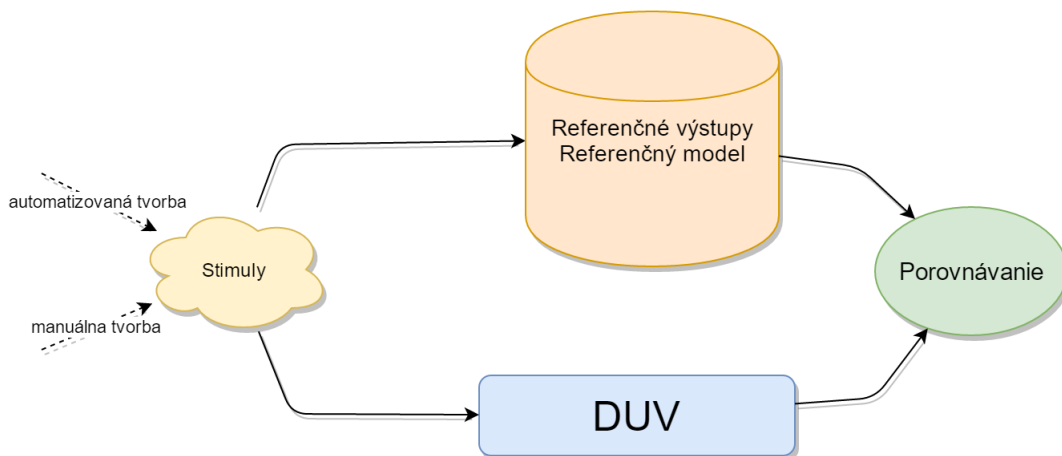 Referenčné výstupy
Referenčný model
automatizovaná tvorba
Stimuly
Porovnávanie
manuálna tvorba
DUV